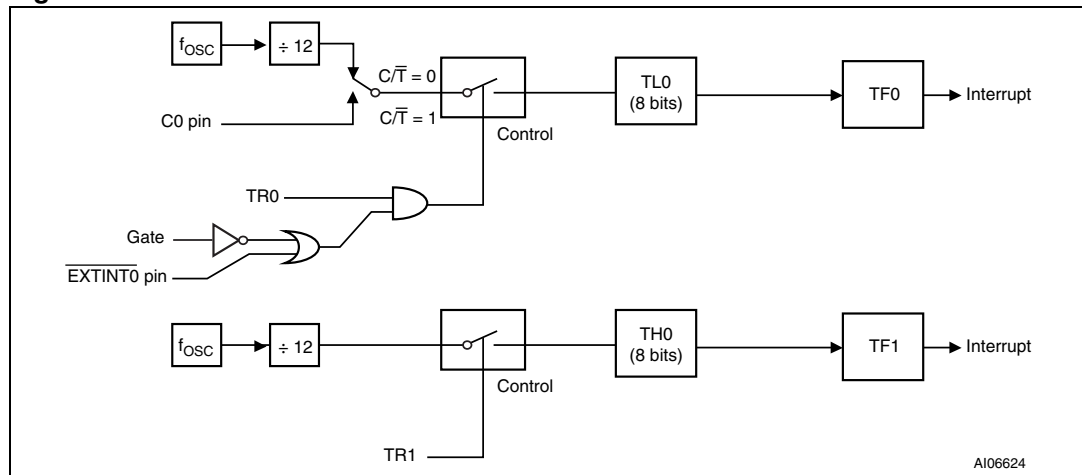 fOSC
÷ 12
C/T̅ = 0
TL0
(8 bits)
TF0
Interrupt
C0 pin
C/T̅ = 1
Control
TR0
Gate
E̅X̅T̅I̅N̅T̅0̅ pin
fOSC
÷ 12
TH0
(8 bits)
TF1
Interrupt
Control
TR1
AI06624